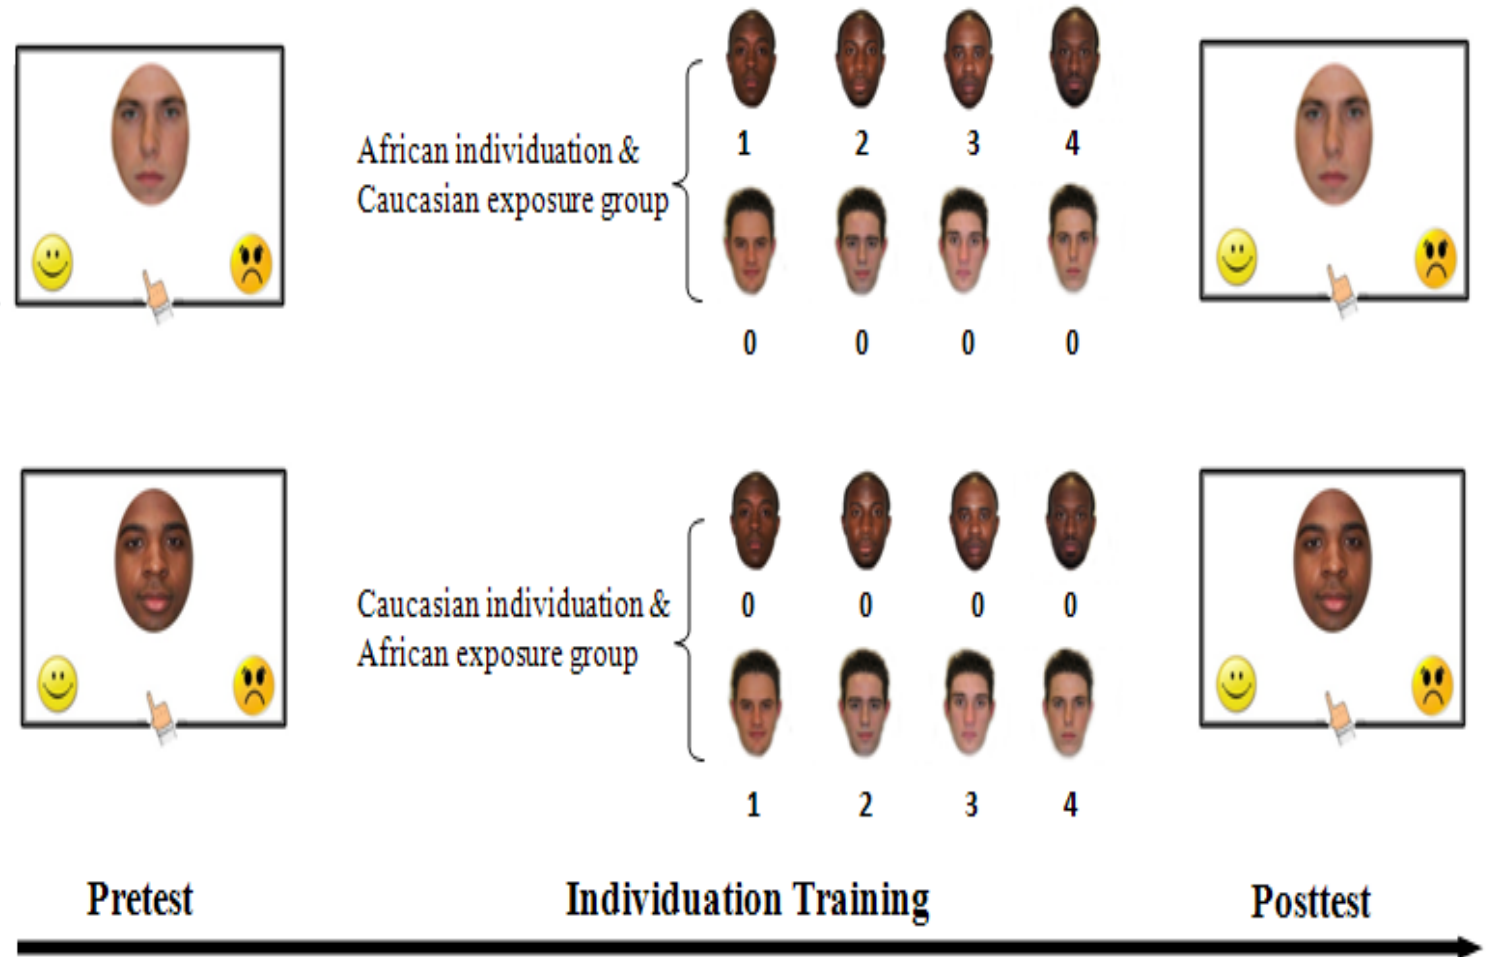 African individuation &
Caucasian exposure group
1 2 3 4
0 0 0 0
Caucasian individuation &
African exposure group
0 0 0 0
1 2 3 4
Pretest Individuation Training Posttest